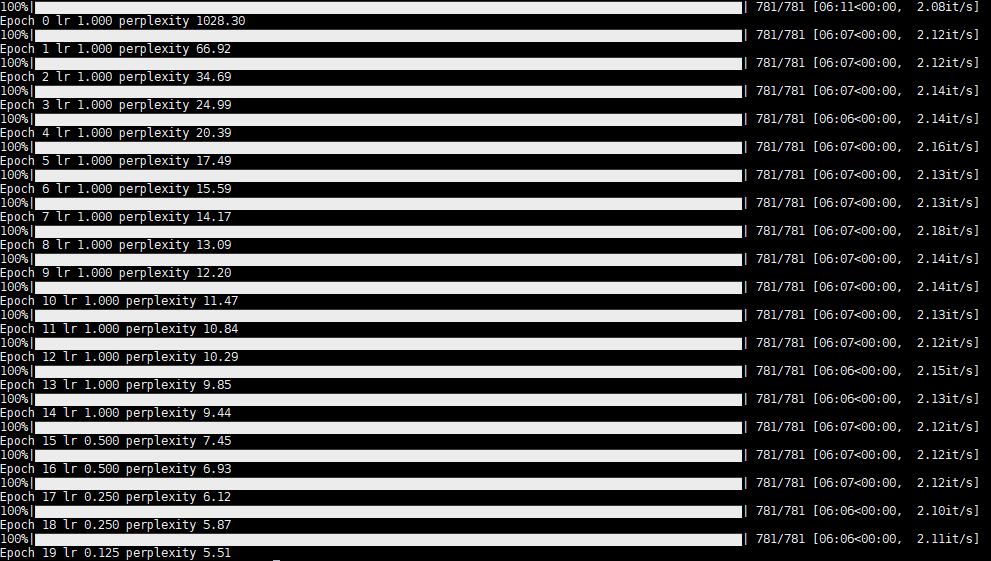 100%| | 781/781 [06:11<00:00, 2.08it/s]
Epoch 0 lr 1.000 perplexity 1028.30
100%| | 781/781 [06:07<00:00, 2.12it/s]
Epoch 1 lr 1.000 perplexity 66.92
100%| | 781/781 [06:07<00:00, 2.12it/s]
Epoch 2 lr 1.000 perplexity 34.69
100%| | 781/781 [06:07<00:00, 2.14it/s]
Epoch 3 lr 1.000 perplexity 24.99
100%| | 781/781 [06:06<00:00, 2.14it/s]
Epoch 4 lr 1.000 perplexity 20.39
100%| | 781/781 [06:07<00:00, 2.16it/s]
Epoch 5 lr 1.000 perplexity 17.49
100%| | 781/781 [06:07<00:00, 2.13it/s]
Epoch 6 lr 1.000 perplexity 15.59
100%| | 781/781 [06:07<00:00, 2.13it/s]
Epoch 7 lr 1.000 perplexity 14.17
100%| | 781/781 [06:07<00:00, 2.18it/s]
Epoch 8 lr 1.000 perplexity 13.09
100%| | 781/781 [06:07<00:00, 2.14it/s]
Epoch 9 lr 1.000 perplexity 12.20
100%| | 781/781 [06:07<00:00, 2.14it/s]
Epoch 10 lr 1.000 perplexity 11.47
100%| | 781/781 [06:07<00:00, 2.13it/s]
Epoch 11 lr 1.000 perplexity 10.84
100%| | 781/781 [06:07<00:00, 2.12it/s]
Epoch 12 lr 1.000 perplexity 10.29
100%| | 781/781 [06:06<00:00, 2.15it/s]
Epoch 13 lr 1.000 perplexity 9.85
100%| | 781/781 [06:06<00:00, 2.13it/s]
Epoch 14 lr 1.000 perplexity 9.44
100%| | 781/781 [06:07<00:00, 2.12it/s]
Epoch 15 lr 0.500 perplexity 7.45
100%| | 781/781 [06:07<00:00, 2.12it/s]
Epoch 16 lr 0.500 perplexity 6.93
100%| | 781/781 [06:07<00:00, 2.12it/s]
Epoch 17 lr 0.250 perplexity 6.12
100%| | 781/781 [06:06<00:00, 2.10it/s]
Epoch 18 lr 0.250 perplexity 5.87
100%| | 781/781 [06:06<00:00, 2.11it/s]
Epoch 19 lr 0.125 perplexity 5.51